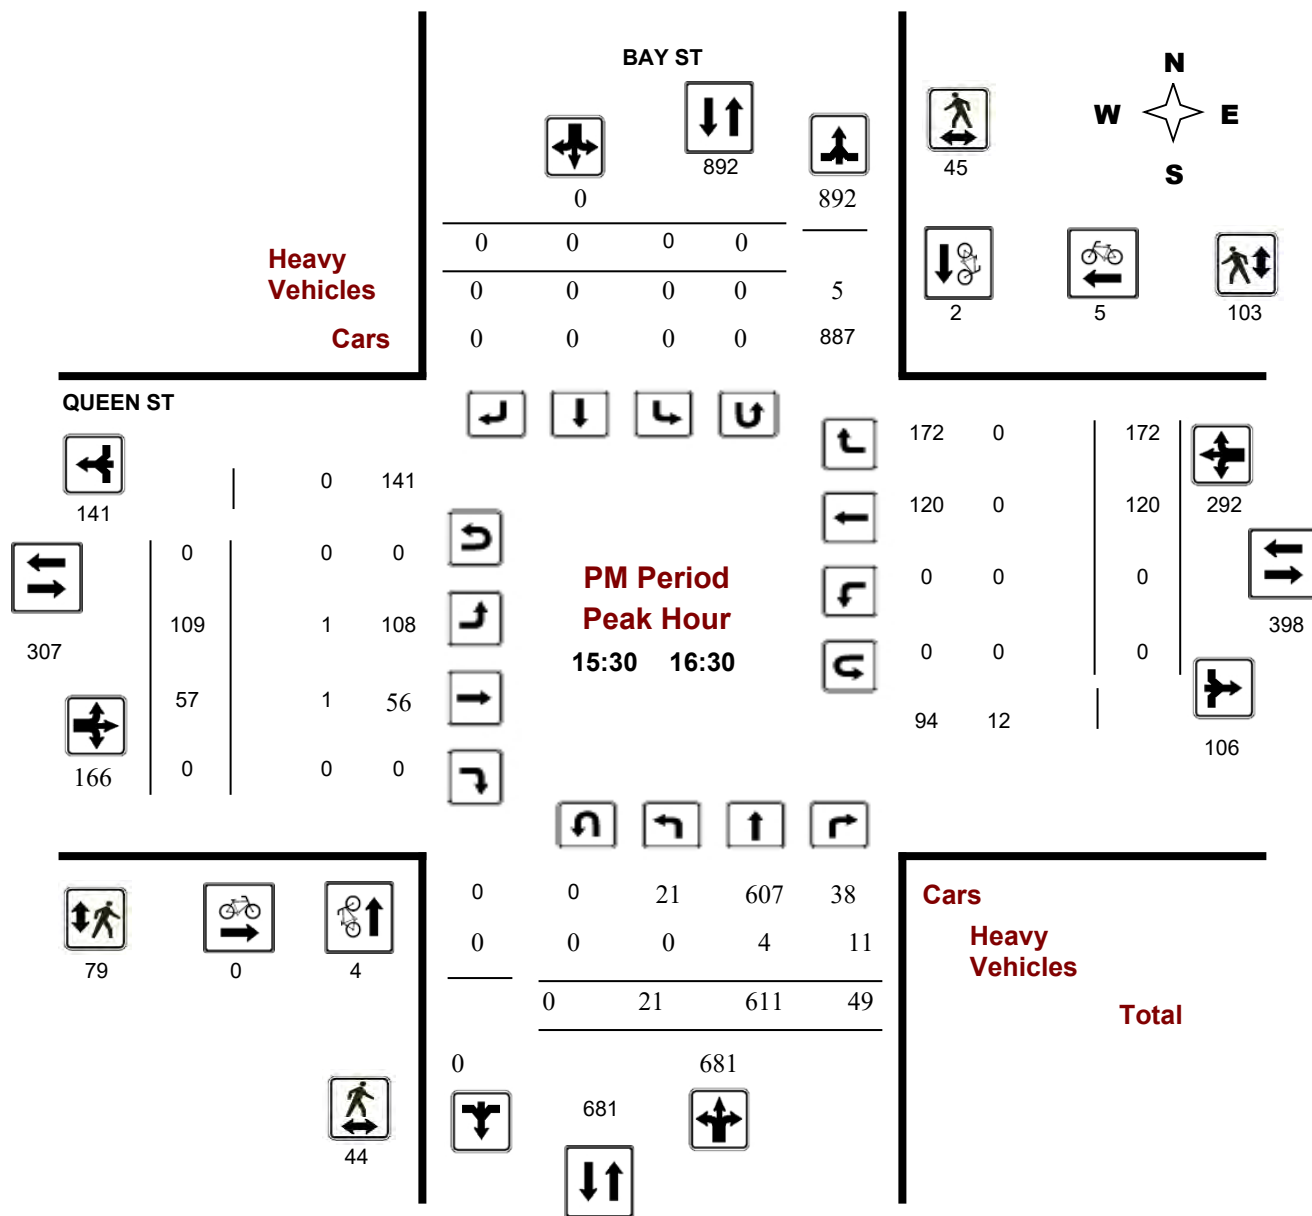 BAY ST
N
W E
S
892
45
0 892
0 0 0 0
Heavy
Vehicles
0 0 0 0 5
Cars
0 0 0 0 887
2 5 103
QUEEN ST
172 0 172
0 141
141
120 0 120 292
0 0 0
PM Period
Peak Hour
15:30 16:30
0 0 0
109 1 108
398
307
0 0 0
57 1 56
94 12
106
166
0 0 0
0 0 21 607 38
Cars
0 0 0 4 11
Heavy
Vehicles
79 0 4
0 21 611 49
Total
0 681
681
44